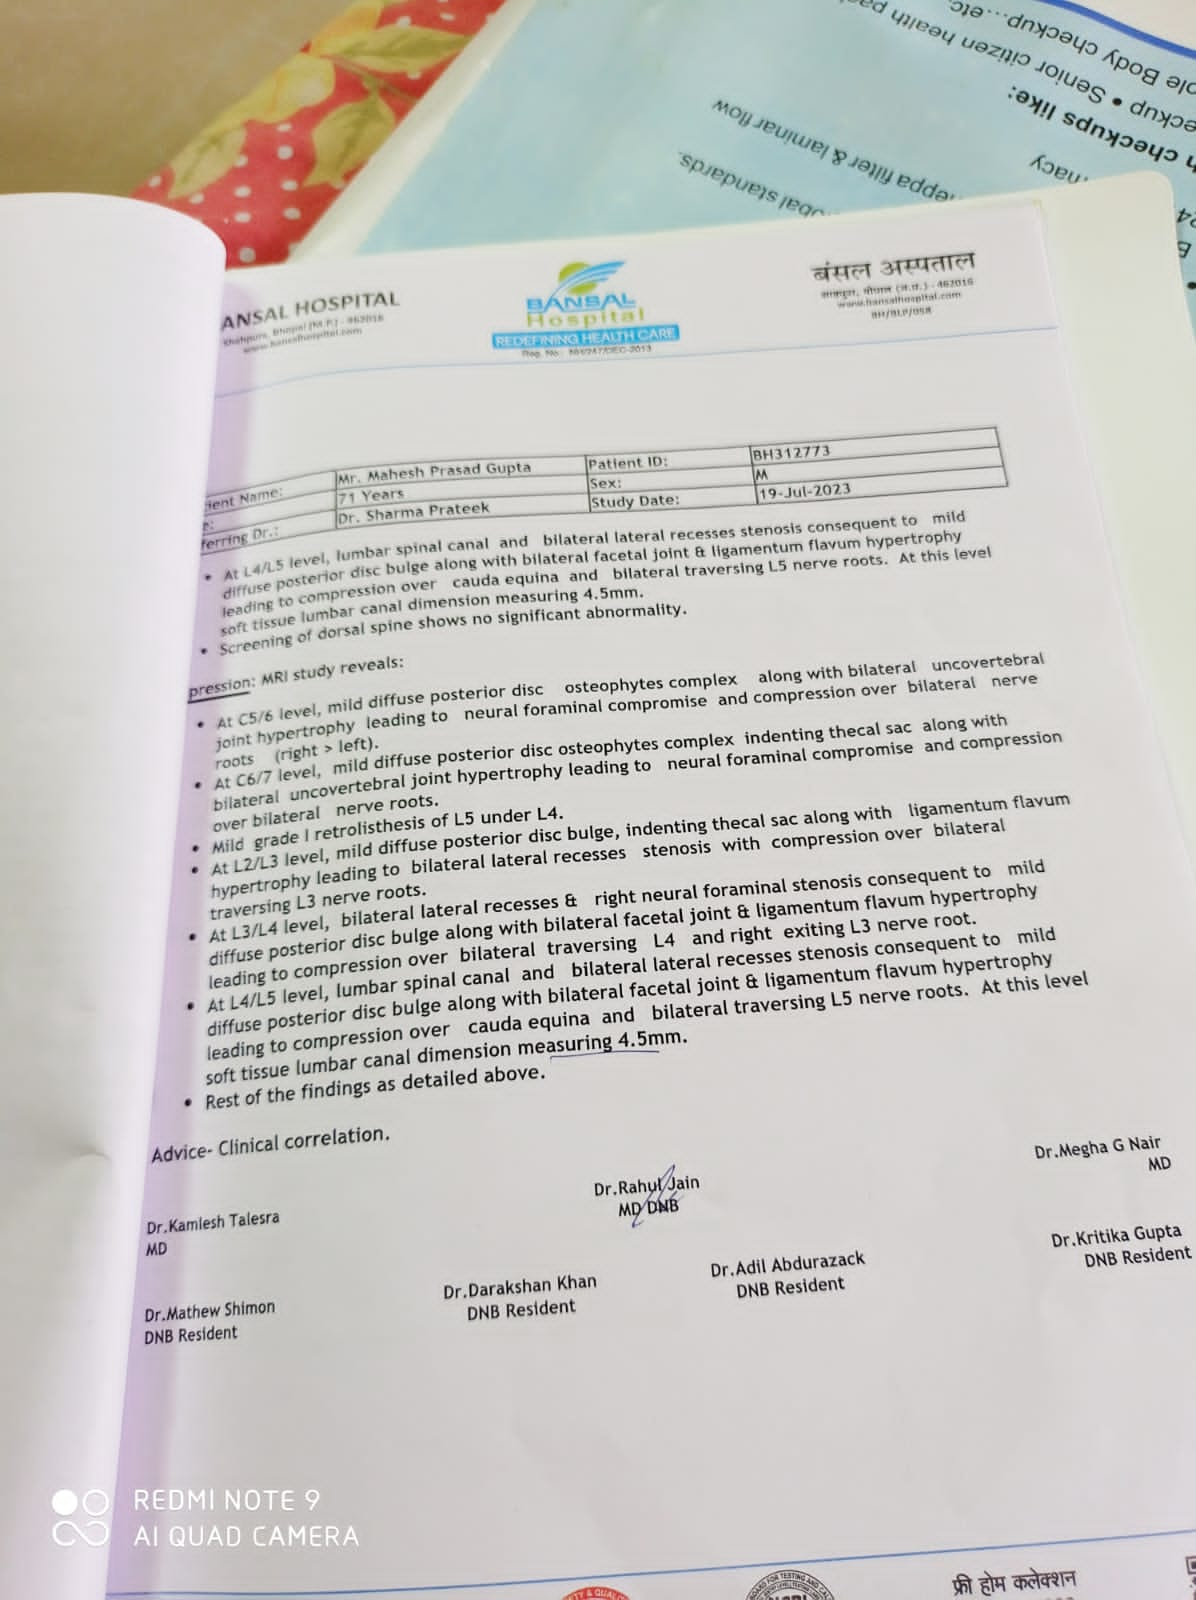 ole Body checkup...etc.
eckup • Senior citizen health pac
h checkups like:
macy
heppa filter & laminar flow
obal standards.
ANSAL HOSPITAL
Shahpura, Bhopal (M.P.) - 462016
www.bansalhospital.com
BANSAL
Hospital
REDEFINING HEALTH CARE
Reg. No.: NH/247/DEC-2013
बंसल अस्पताल
शाहपुरा, भोपाल (म.प्र.) - 462016
www.bansalhospital.com
BH/BLP/058
ient Name: Mr. Mahesh Prasad Gupta Patient ID: BH312773
e: 71 Years Sex: M
ferring Dr.: Dr. Sharma Prateek Study Date: 19-Jul-2023
• At L4/L5 level, lumbar spinal canal and bilateral lateral recesses stenosis consequent to mild
diffuse posterior disc bulge along with bilateral facetal joint & ligamentum flavum hypertrophy
leading to compression over cauda equina and bilateral traversing L5 nerve roots. At this level
soft tissue lumbar canal dimension measuring 4.5mm.
• Screening of dorsal spine shows no significant abnormality.
pression: MRI study reveals:
• At C5/6 level, mild diffuse posterior disc osteophytes complex along with bilateral uncovertebral
joint hypertrophy leading to neural foraminal compromise and compression over bilateral nerve
roots (right > left).
• At C6/7 level, mild diffuse posterior disc osteophytes complex indenting thecal sac along with
bilateral uncovertebral joint hypertrophy leading to neural foraminal compromise and compression
over bilateral nerve roots.
• Mild grade I retrolisthesis of L5 under L4.
• At L2/L3 level, mild diffuse posterior disc bulge, indenting thecal sac along with ligamentum flavum
hypertrophy leading to bilateral lateral recesses stenosis with compression over bilateral
traversing L3 nerve roots.
• At L3/L4 level, bilateral lateral recesses & right neural foraminal stenosis consequent to mild
diffuse posterior disc bulge along with bilateral facetal joint & ligamentum flavum hypertrophy
leading to compression over bilateral traversing L4 and right exiting L3 nerve root.
• At L4/L5 level, lumbar spinal canal and bilateral lateral recesses stenosis consequent to mild
diffuse posterior disc bulge along with bilateral facetal joint & ligamentum flavum hypertrophy
leading to compression over cauda equina and bilateral traversing L5 nerve roots. At this level
soft tissue lumbar canal dimension measuring 4.5mm.
• Rest of the findings as detailed above.
Advice- Clinical correlation.
Dr.Kamlesh Talesra
MD
Dr.Rahul Jain
MD DNB
Dr.Megha G Nair
MD
Dr.Mathew Shimon
DNB Resident
Dr.Darakshan Khan
DNB Resident
Dr.Adil Abdurazack
DNB Resident
Dr.Kritika Gupta
DNB Resident
REDMI NOTE 9
AI QUAD CAMERA
फ्री होम कलेक्शन